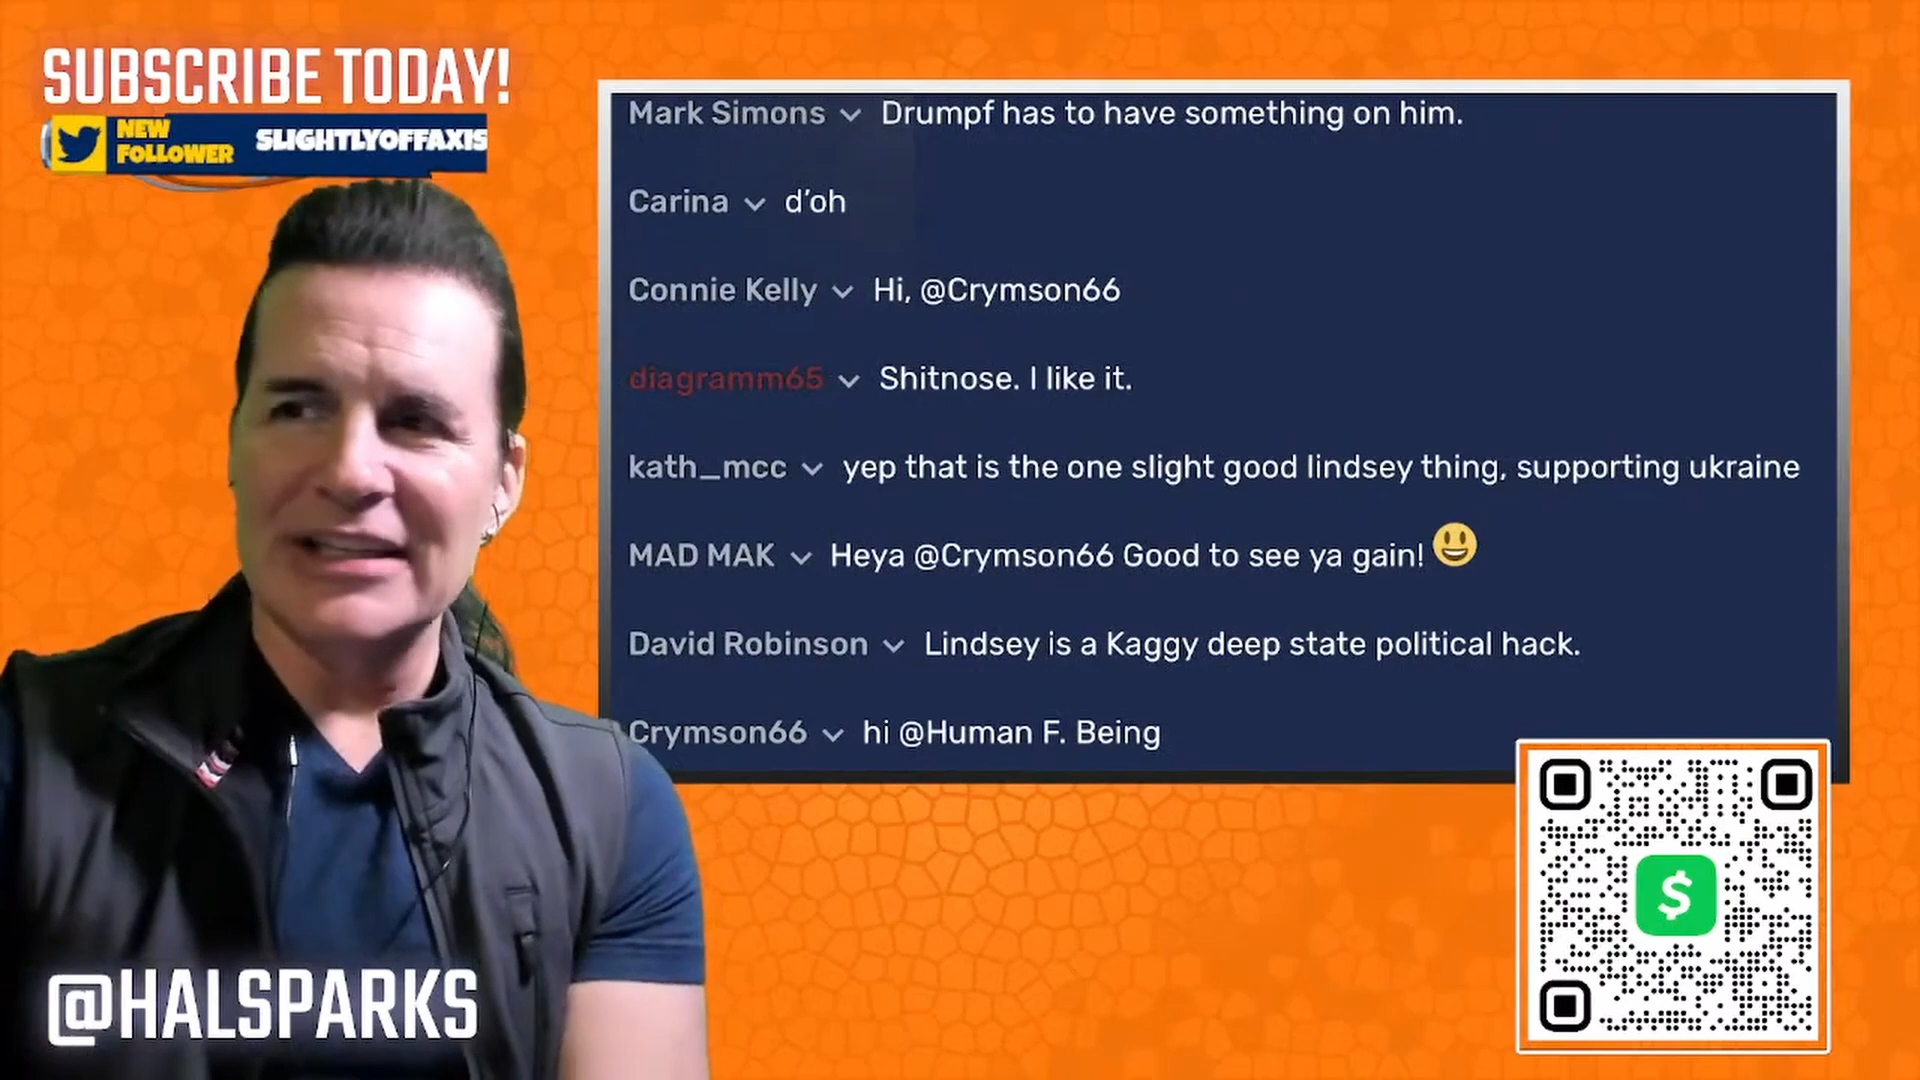 SUBSCRIBE TODAY!
NEW
FOLLOWER
SLIGHTLYOFFAXIS
Mark Simons Drumpf has to have something on him.
Carina d’oh
Connie Kelly Hi, @Crymson66
diagramm65 Shitnose. I like it.
kath_mcc yep that is the one slight good lindsey thing, supporting ukraine
MAD MAK Heya @Crymson66 Good to see ya gain! 😃
David Robinson Lindsey is a Kaggy deep state political hack.
Crymson66 hi @Human F. Being
$
@HALSPARKS